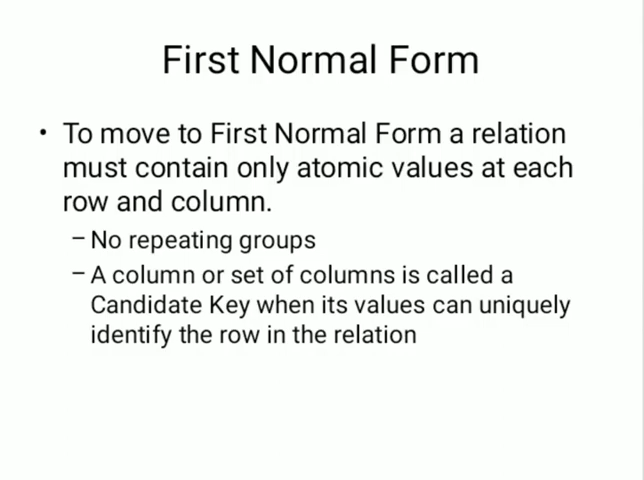 First Normal Form
• To move to First Normal Form a relation
must contain only atomic values at each
row and column.
– No repeating groups
– A column or set of columns is called a
Candidate Key when its values can uniquely
identify the row in the relation